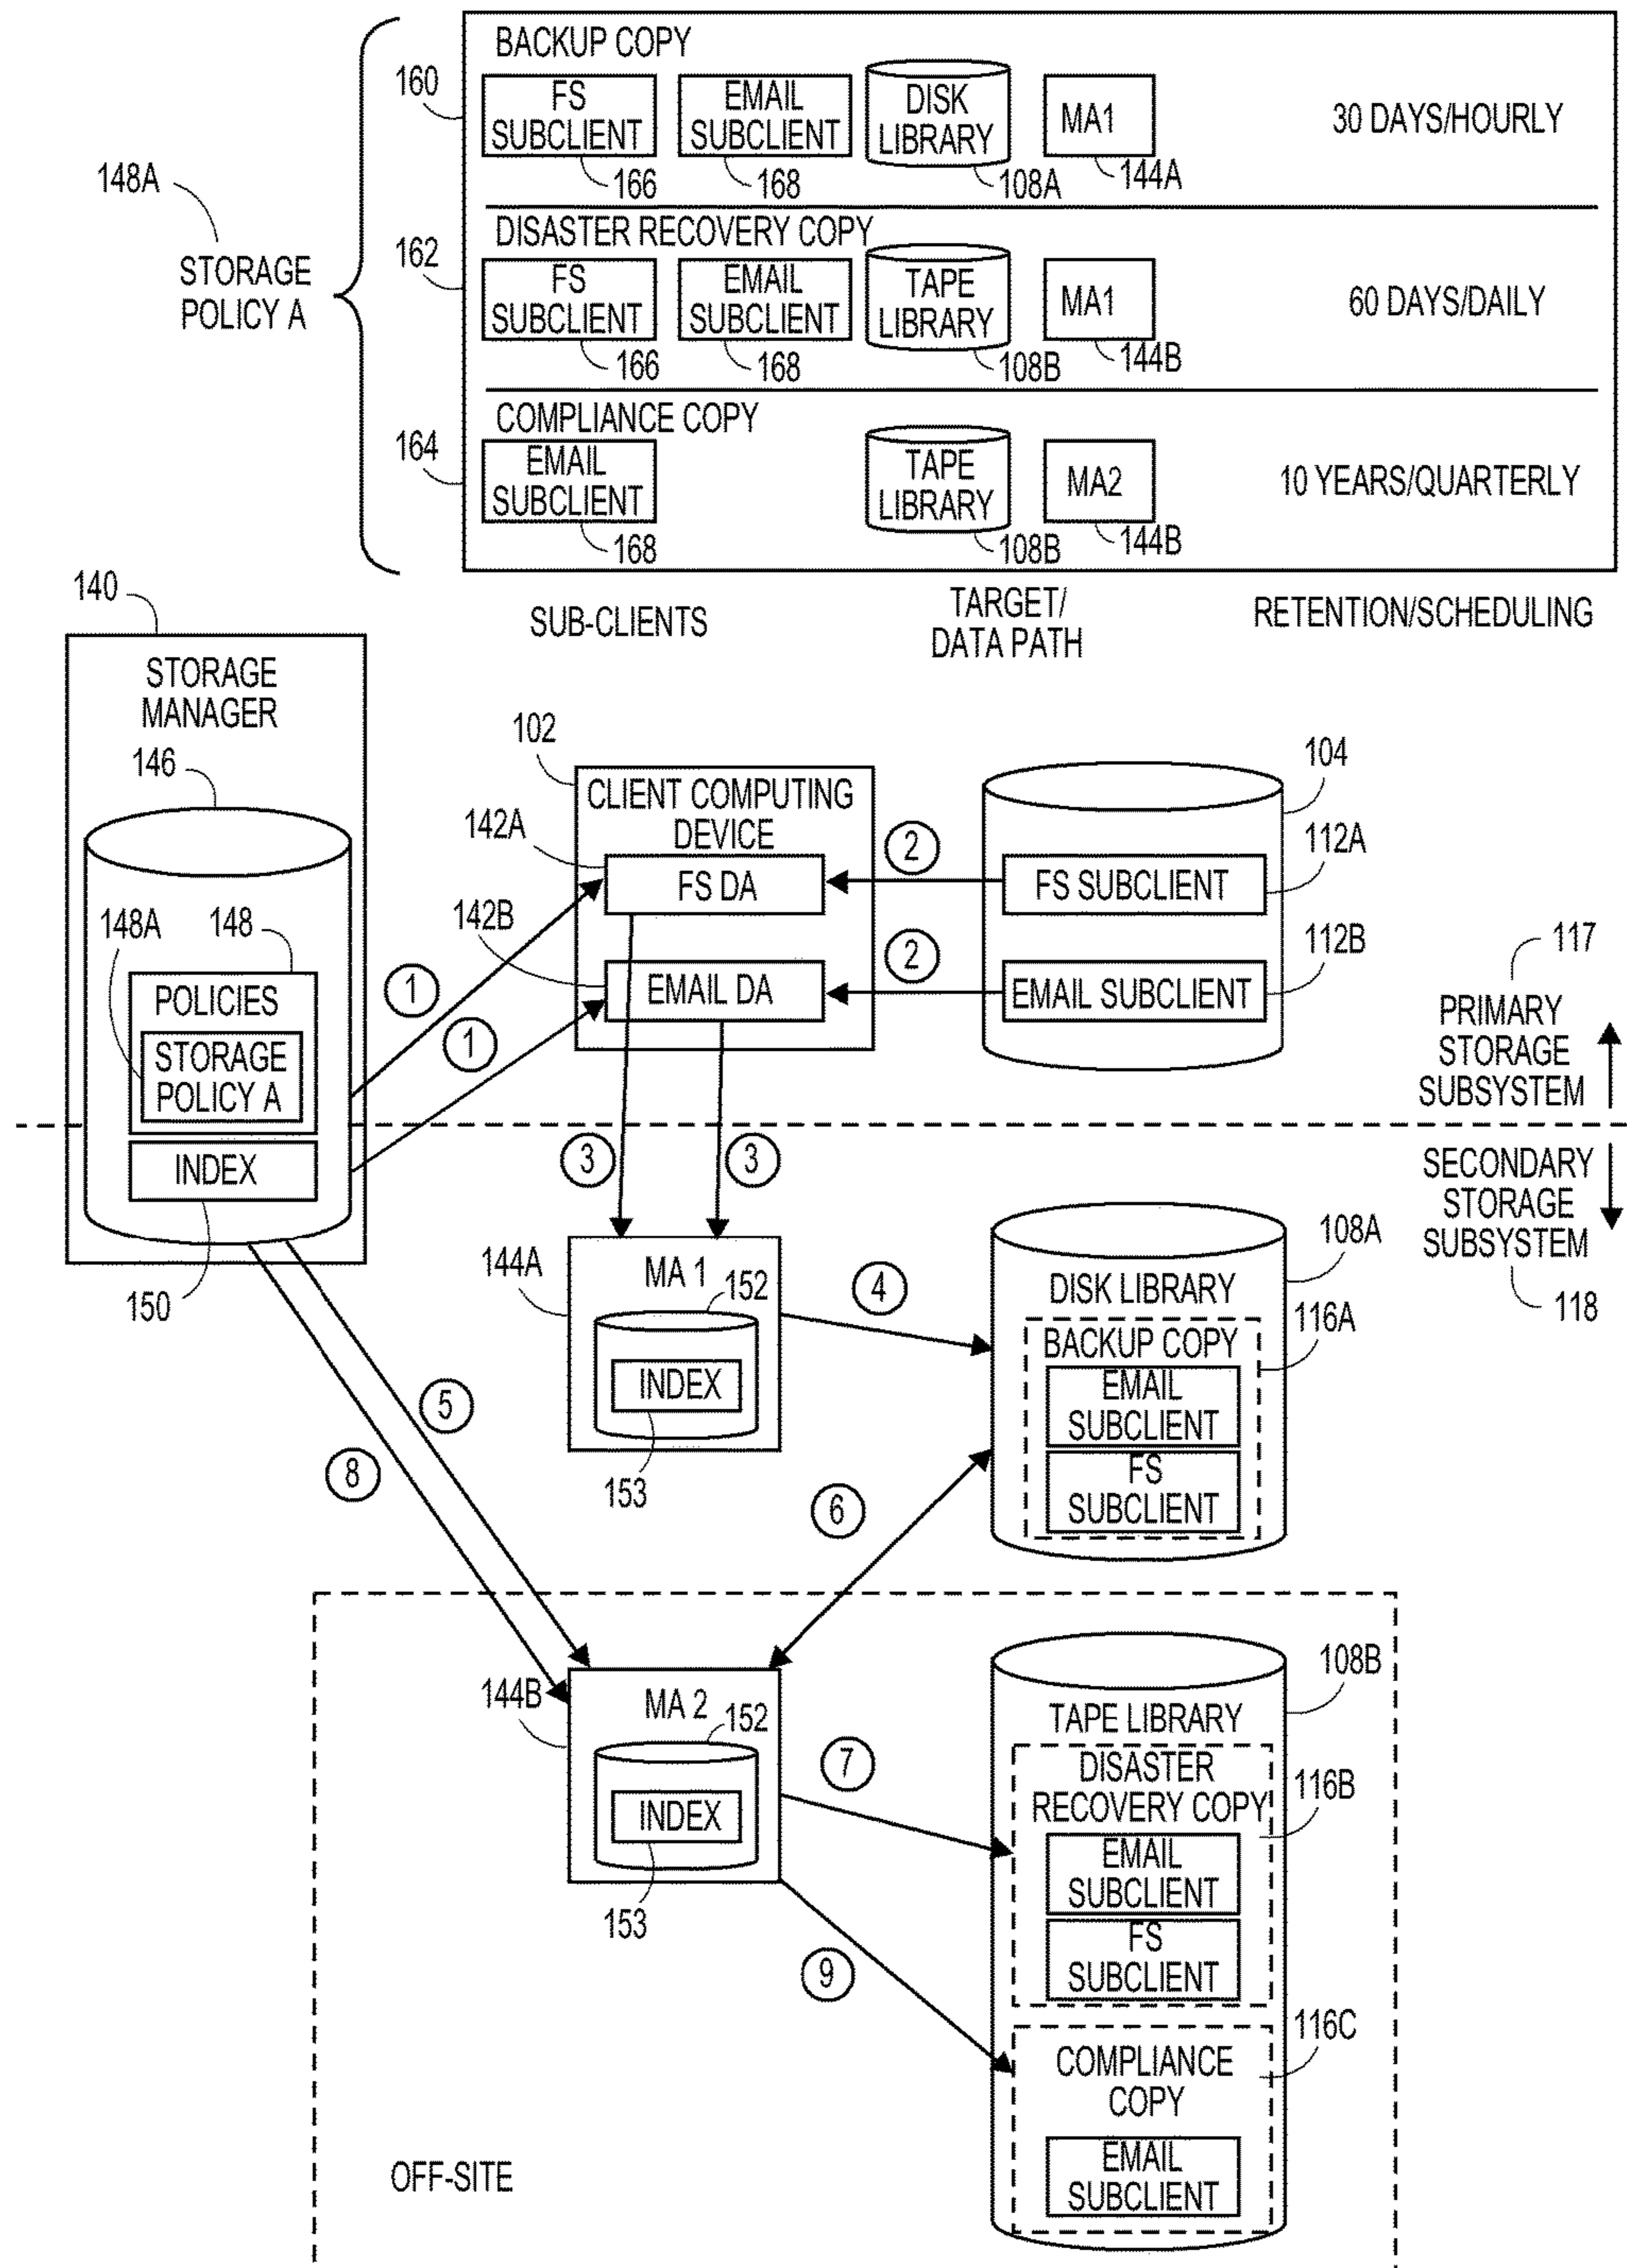 BACKUP COPY
160
FS
SUBCLIENT
166
EMAIL
SUBCLIENT
168
DISK
LIBRARY
108A
MA1
144A
30 DAYS/HOURLY
148A
STORAGE
POLICY A
DISASTER RECOVERY COPY
162
FS
SUBCLIENT
166
EMAIL
SUBCLIENT
168
TAPE
LIBRARY
108B
MA1
144B
60 DAYS/DAILY
COMPLIANCE COPY
164
EMAIL
SUBCLIENT
168
TAPE
LIBRARY
108B
MA2
144B
10 YEARS/QUARTERLY
SUB-CLIENTS
TARGET/
DATA PATH
RETENTION/SCHEDULING
140
STORAGE
MANAGER
146
148A
148
POLICIES
STORAGE
POLICY A
INDEX
150
102
CLIENT COMPUTING
DEVICE
142A
FS DA
142B
EMAIL DA
1
1
2
2
104
112A
FS SUBCLIENT
112B
EMAIL SUBCLIENT
117
PRIMARY
STORAGE
SUBSYSTEM
SECONDARY
STORAGE
SUBSYSTEM
118
3
3
144A
MA 1
152
INDEX
153
4
108A
DISK LIBRARY
116A
BACKUP COPY
EMAIL
SUBCLIENT
FS
SUBCLIENT
5
8
6
144B
MA 2
152
INDEX
153
7
9
108B
TAPE LIBRARY
DISASTER
RECOVERY COPY
116B
EMAIL
SUBCLIENT
FS
SUBCLIENT
116C
COMPLIANCE
COPY
EMAIL
SUBCLIENT
OFF-SITE